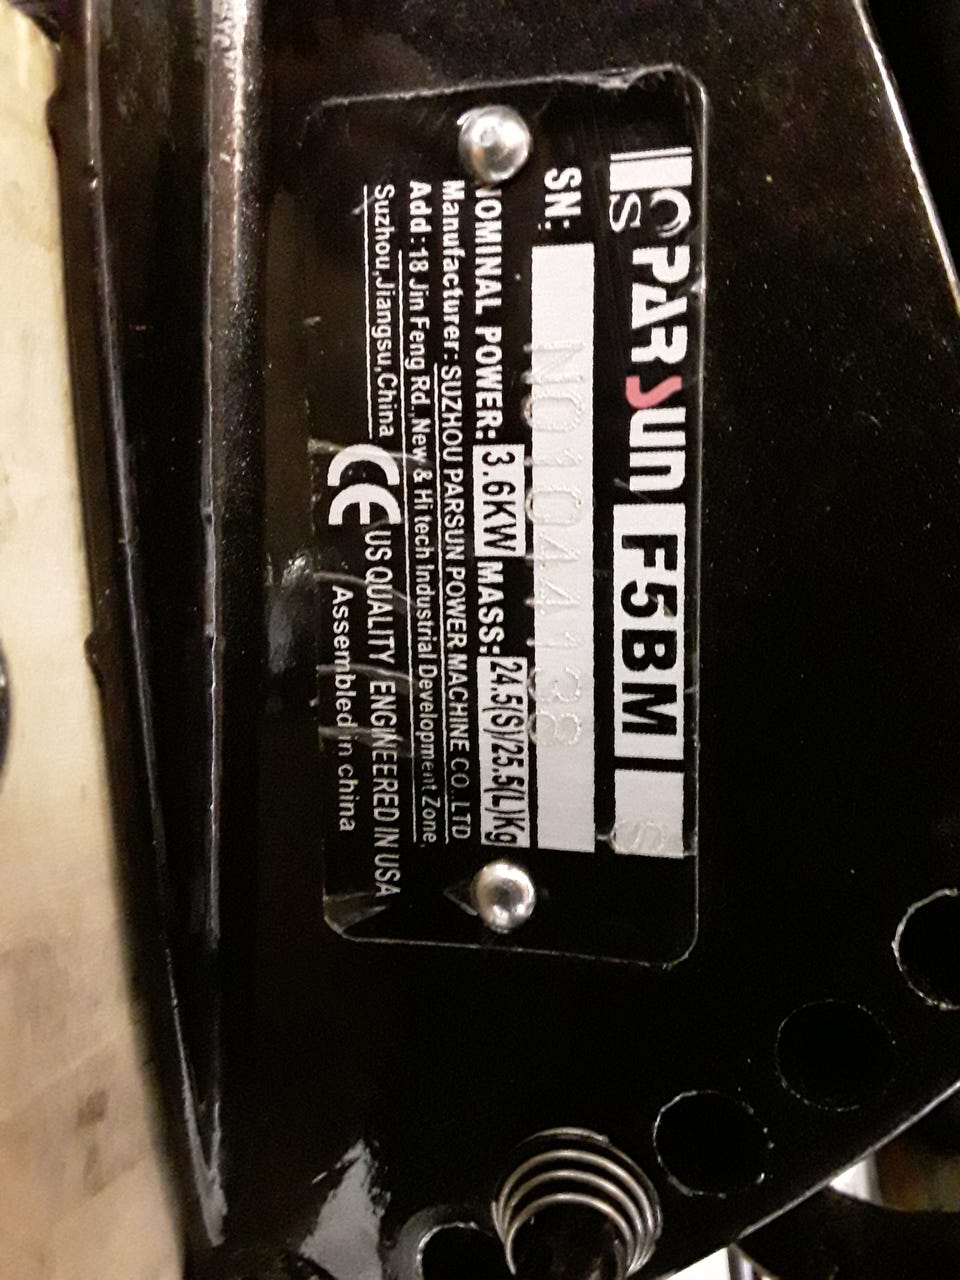 PARSUN F5BM S
S
SN: N01044138
NOMINAL POWER: 3.6KW MASS: 24.5(S)/25.5(L)Kg
Manufacturer: SUZHOU PARSUN POWER MACHINE CO.,LTD
Add:18 Jin Feng Rd.,New & Hi tech Industrial Development Zone,
Suzhou,Jiangsu,China
CE US QUALITY / ENGINEERED IN USA
Assembled in china